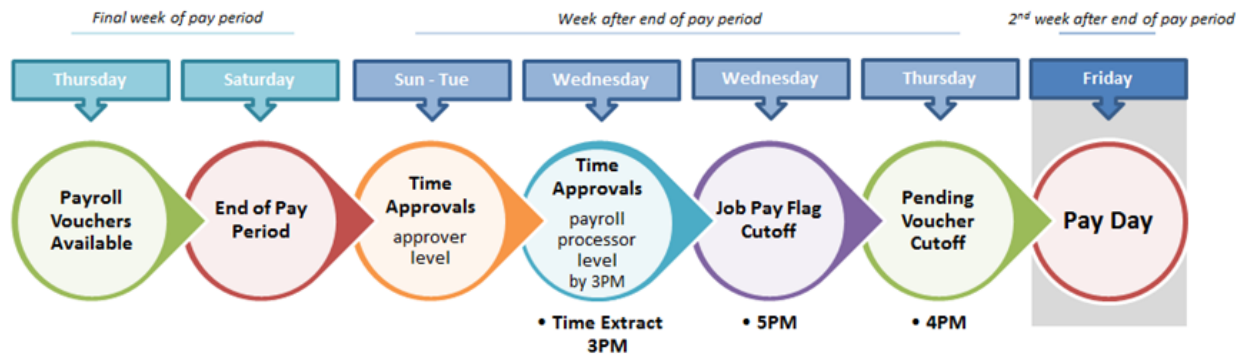 Final week of pay period
Week after end of pay period
2nd week after end of pay period
Thursday
Saturday
Sun - Tue
Wednesday
Wednesday
Thursday
Friday
Payroll
Vouchers
Available
End of Pay
Period
Time
Approvals
approver
level
Time
Approvals
payroll
processor
level
by 3PM
• Time Extract
3PM
Job Pay Flag
Cutoff
• 5PM
Pending
Voucher
Cutoff
• 4PM
Pay Day